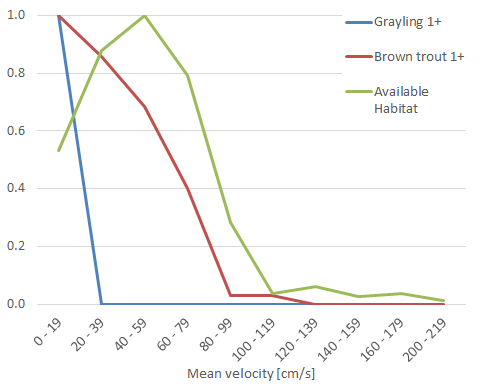 1.0
0.8
0.6
0.4
0.2
0.0
0 - 19
20 - 39
40 - 59
60 - 79
80 - 99
100 - 119
120 - 139
140 - 159
160 - 179
200 - 219
Mean velocity [cm/s]
Grayling 1+
Brown trout 1+
Available
Habitat